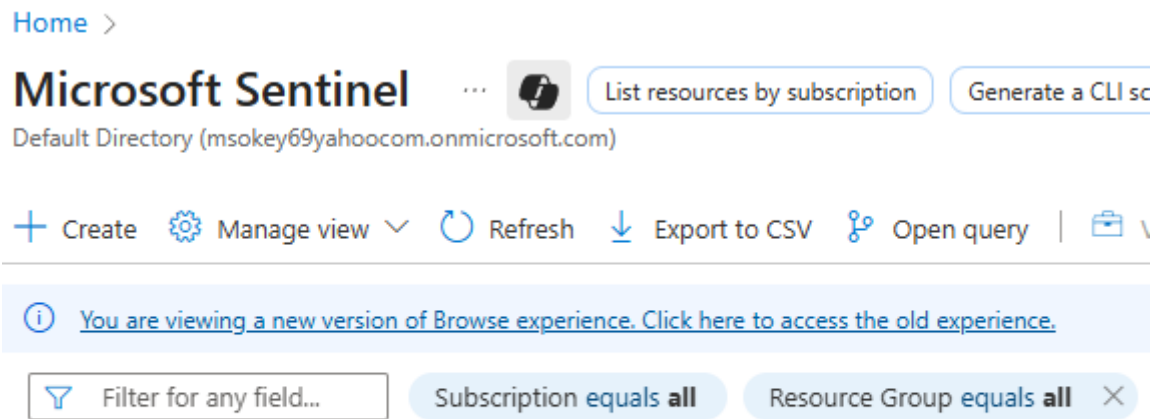 Home >
Microsoft Sentinel ... List resources by subscription Generate a CLI sc
Default Directory (msokey69yahoocom.onmicrosoft.com)
Create Manage view Refresh Export to CSV Open query
You are viewing a new version of Browse experience. Click here to access the old experience.
Filter for any field... Subscription equals all Resource Group equals all